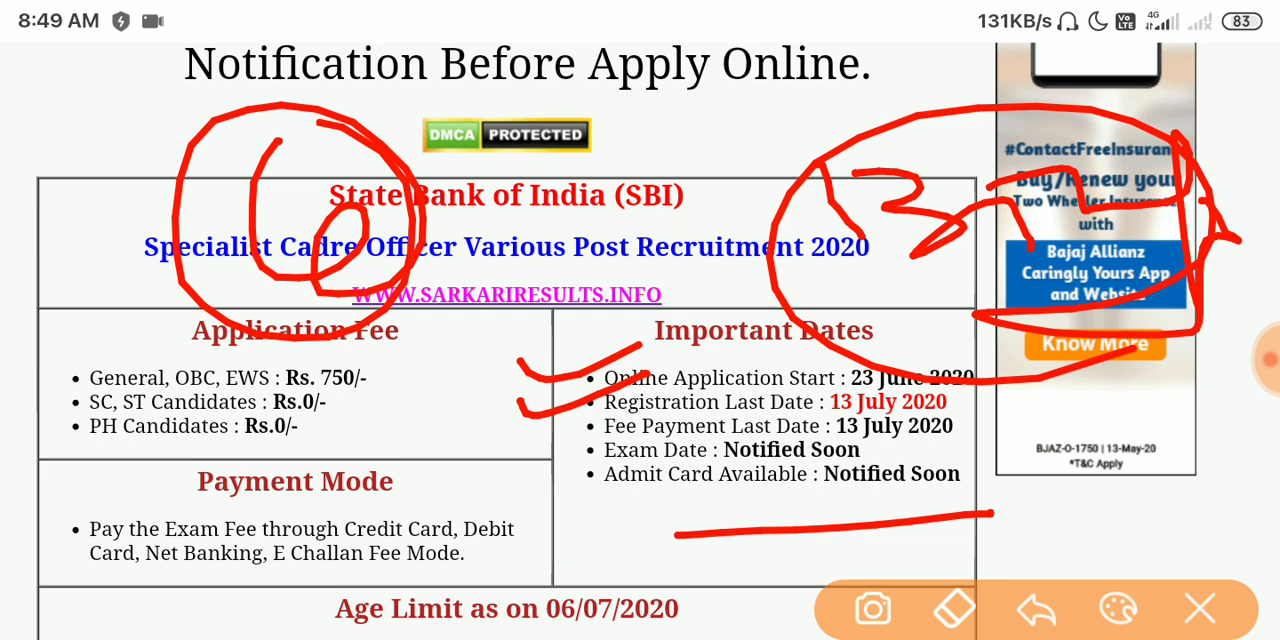 8:49 AM 131KB/s Vo LTE 4G 83
Notification Before Apply Online.
DMCA PROTECTED
State Bank of India (SBI)
Specialist Cadre Officer Various Post Recruitment 2020
WWW.SARKARIRESULTS.INFO
Application Fee
General, OBC, EWS : Rs. 750/-
SC, ST Candidates : Rs.0/-
PH Candidates : Rs.0/-
Payment Mode
Pay the Exam Fee through Credit Card, Debit
Card, Net Banking, E Challan Fee Mode.
Important Dates
Online Application Start : 23 June 2020
Registration Last Date : 13 July 2020
Fee Payment Last Date : 13 July 2020
Exam Date : Notified Soon
Admit Card Available : Notified Soon
Age Limit as on 06/07/2020
#ContactFreeInsuran
Buy/Renew your
Two Wheeler Insurance
with
Bajaj Allianz
Caringly Yours App
and Website
Know More
BJAZ-O-1750 | 13-May-20
*T&C Apply